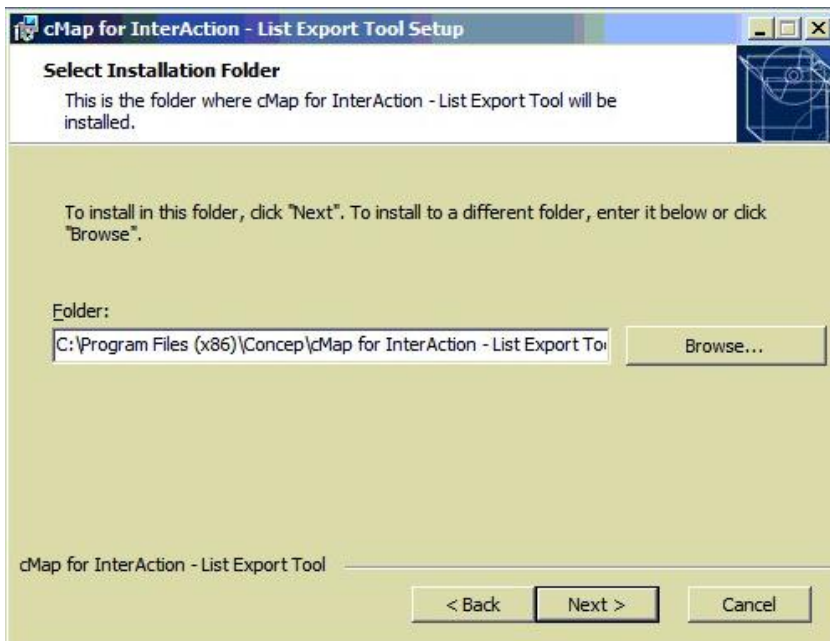 cMap for InterAction - List Export Tool Setup
Select Installation Folder
This is the folder where cMap for InterAction - List Export Tool will be
installed.
To install in this folder, click "Next". To install to a different folder, enter it below or click
"Browse".
Folder:
C:\Program Files (x86)\Concep\cMap for InterAction - List Export Too
Browse...
cMap for InterAction - List Export Tool
< Back
Next >
Cancel